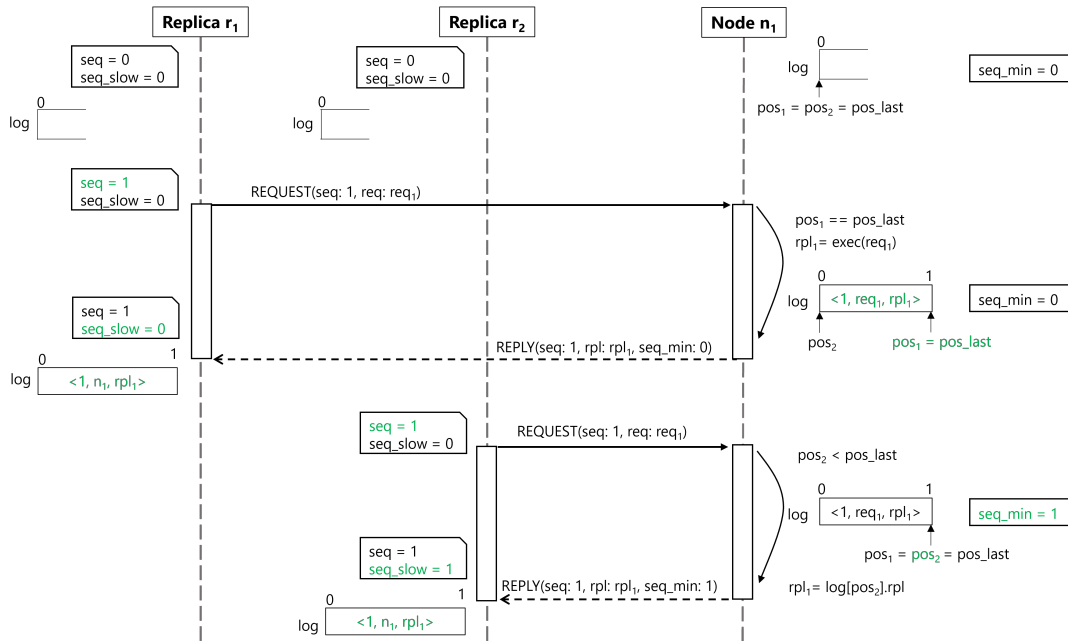 Replica r₁
Replica r₂
Node n₁
seq = 0
seq_slow = 0
0
log
seq = 0
seq_slow = 0
0
log
0
log
pos₁ = pos₂ = pos_last
seq_min = 0
seq = 1
seq_slow = 0
REQUEST(seq: 1, req: req₁)
pos₁ == pos_last
rpl₁= exec(req₁)
0 1
log
<1, req₁, rpl₁>
seq_min = 0
pos₂
pos₁ = pos_last
seq = 1
seq_slow = 0
REPLY(seq: 1, rpl: rpl₁, seq_min: 0)
0 1
log
<1, n₁, rpl₁>
seq = 1
seq_slow = 0
REQUEST(seq: 1, req: req₁)
pos₂ < pos_last
0 1
log
<1, req₁, rpl₁>
seq_min = 1
pos₁ = pos₂ = pos_last
rpl₁= log[pos₂].rpl
seq = 1
seq_slow = 1
REPLY(seq: 1, rpl: rpl₁, seq_min: 1)
0 1
log
<1, n₁, rpl₁>